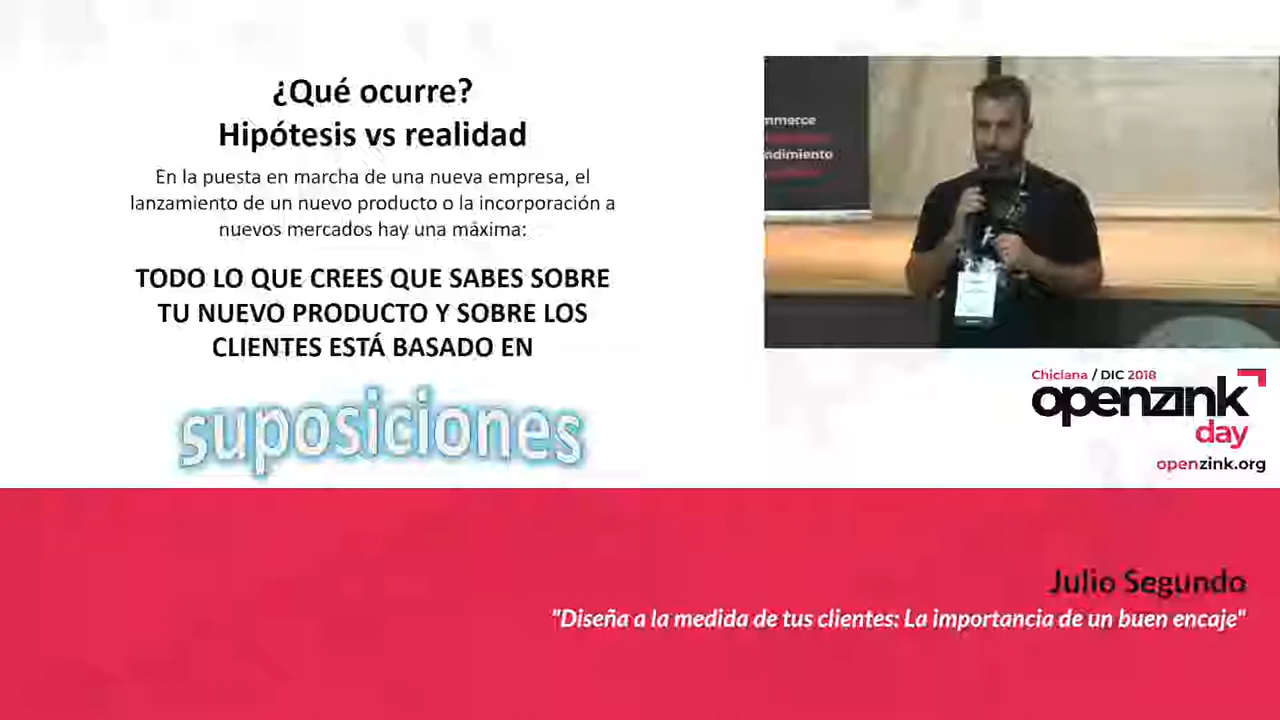 ¿Qué ocurre?
Hipótesis vs realidad
En la puesta en marcha de una nueva empresa, el
lanzamiento de un nuevo producto o la incorporación a
nuevos mercados hay una máxima:
TODO LO QUE CREES QUE SABES SOBRE
TU NUEVO PRODUCTO Y SOBRE LOS
CLIENTES ESTÁ BASADO EN
suposiciones
mmerce
ndimiento
Chiclana / DIC 2018
openzink
day
openzink.org
Julio Segundo
"Diseña a la medida de tus clientes: La importancia de un buen encaje"